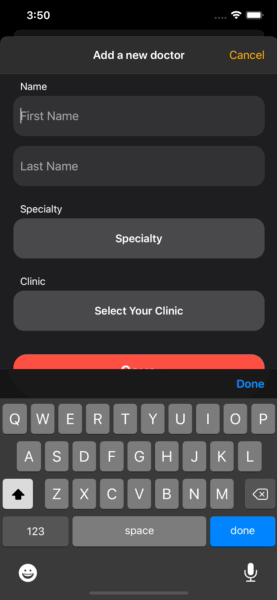 3:50
Add a new doctor
Cancel
Name
First Name
Last Name
Specialty
Specialty
Clinic
Select Your Clinic
Done
Q W E R T Y U I O P
A S D F G H J K L
Z X C V B N M
123 space done